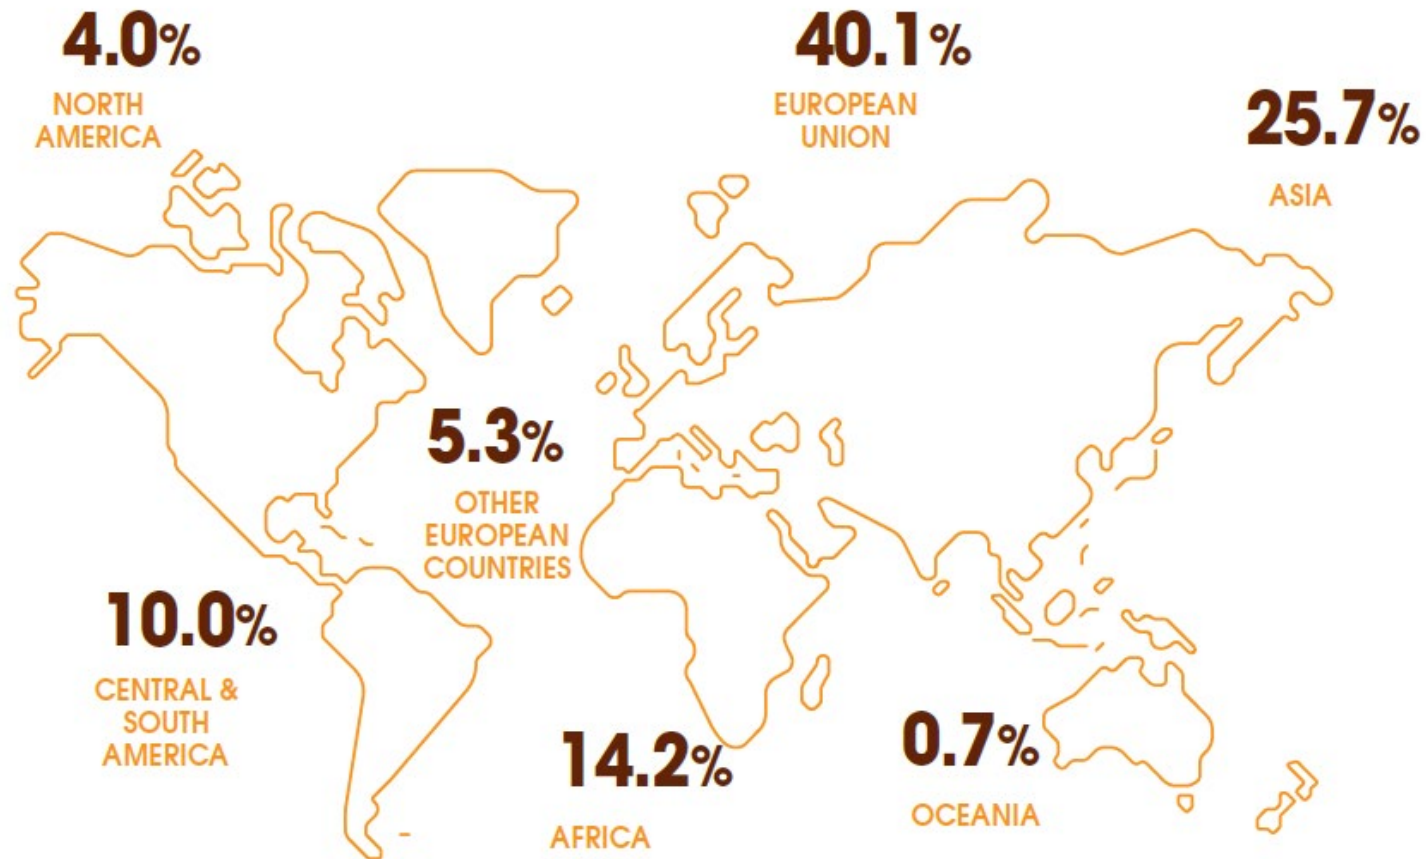 4.0%
NORTH
AMERICA
40.1%
EUROPEAN
UNION
25.7%
ASIA
5.3%
OTHER
EUROPEAN
COUNTRIES
10.0%
CENTRAL &
SOUTH
AMERICA
14.2%
AFRICA
0.7%
OCEANIA